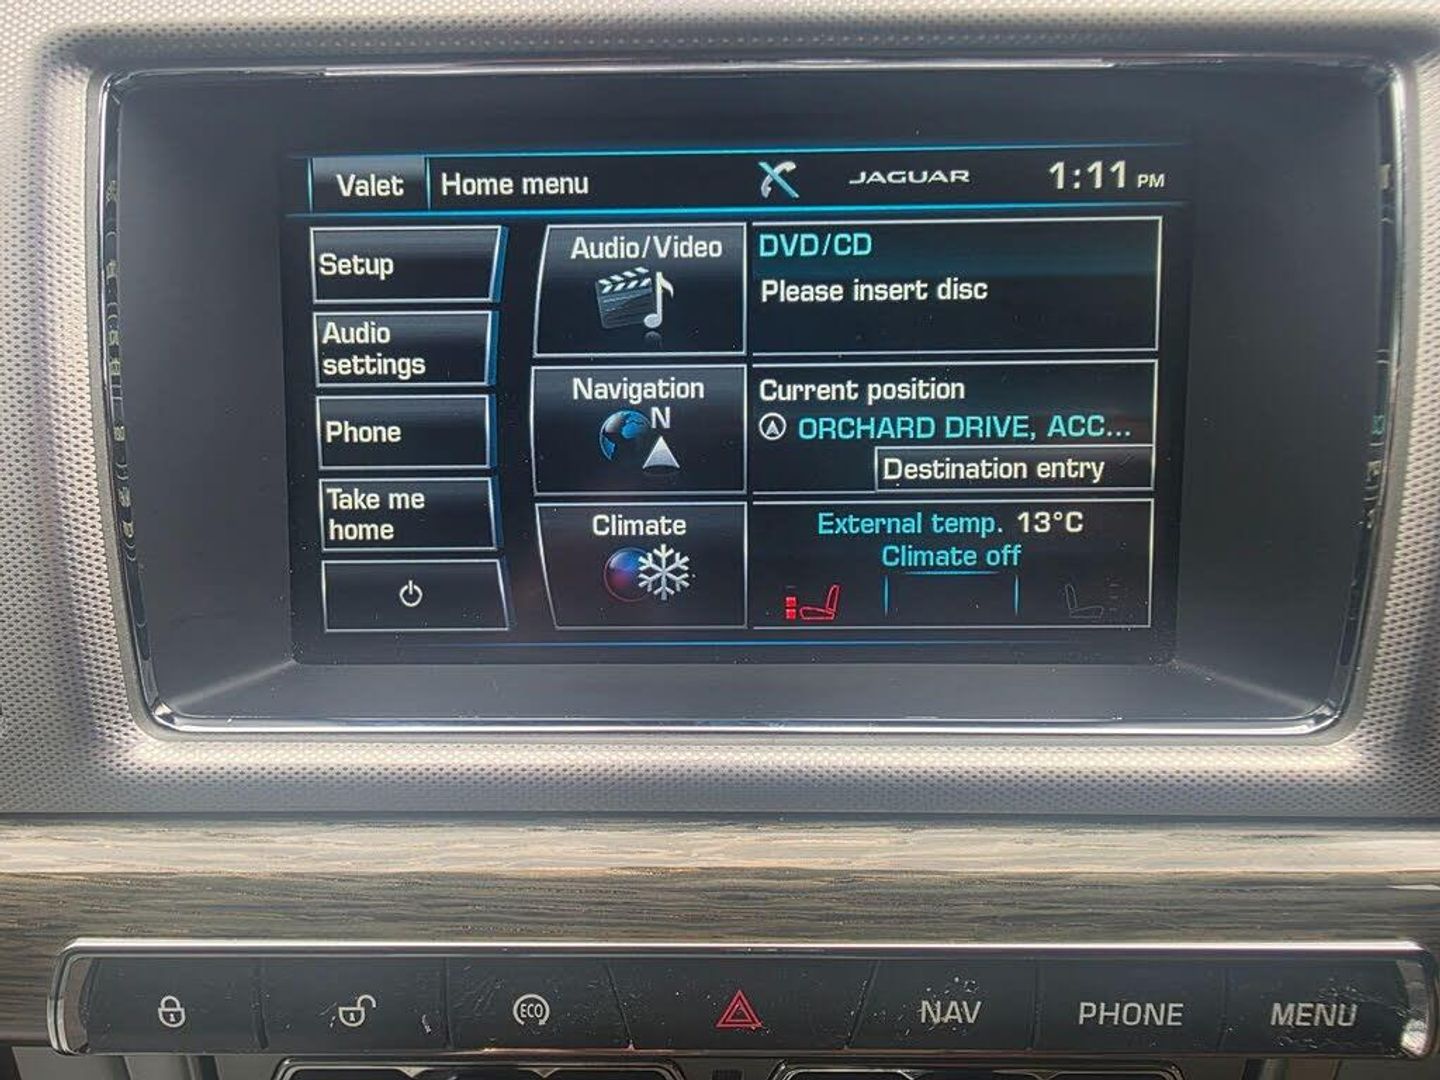 Valet
Home menu
JAGUAR
1:11 PM
Setup
Audio
settings
Phone
Take me
home
Audio/Video
DVD/CD
Please insert disc
Navigation
N
Current position
ORCHARD DRIVE, ACC...
Destination entry
Climate
External temp. 13°C
Climate off
ECO
NAV
PHONE
MENU